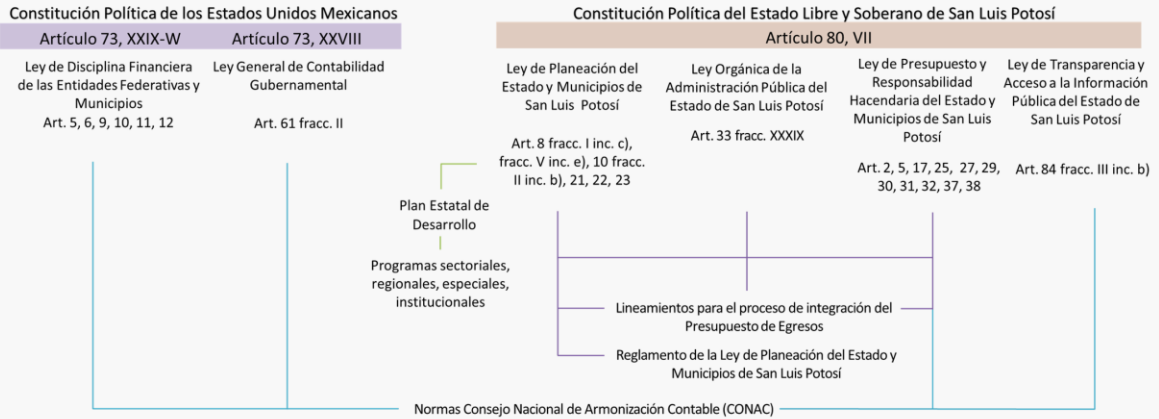 Constitución Política de los Estados Unidos Mexicanos
Artículo 73, XXIX-W
Artículo 73, XXVIII
Ley de Disciplina Financiera
de las Entidades Federativas y
Municipios
Art. 5, 6, 9, 10, 11, 12
Ley General de Contabilidad
Gubernamental
Art. 61 fracc. II
Constitución Política del Estado Libre y Soberano de San Luis Potosí
Artículo 80, VII
Ley de Planeación del
Estado y Municipios de
San Luis Potosí
Art. 8 fracc. I inc. c),
fracc. V inc. e), 10 fracc.
II inc. b), 21, 22, 23
Ley Orgánica de la
Administración Pública del
Estado de San Luis Potosí
Art. 33 fracc. XXXIX
Ley de Presupuesto y
Responsabilidad
Hacendaria del Estado y
Municipios de San Luis
Potosí
Art. 2, 5, 17, 25, 27, 29,
30, 31, 32, 37, 38
Ley de Transparencia y
Acceso a la Información
Pública del Estado de
San Luis Potosí
Art. 84 fracc. III inc. b)
Plan Estatal de
Desarrollo
Programas sectoriales,
regionales, especiales,
institucionales
Lineamientos para el proceso de integración del
Presupuesto de Egresos
Reglamento de la Ley de Planeación del Estado y
Municipios de San Luis Potosí
Normas Consejo Nacional de Armonización Contable (CONAC)